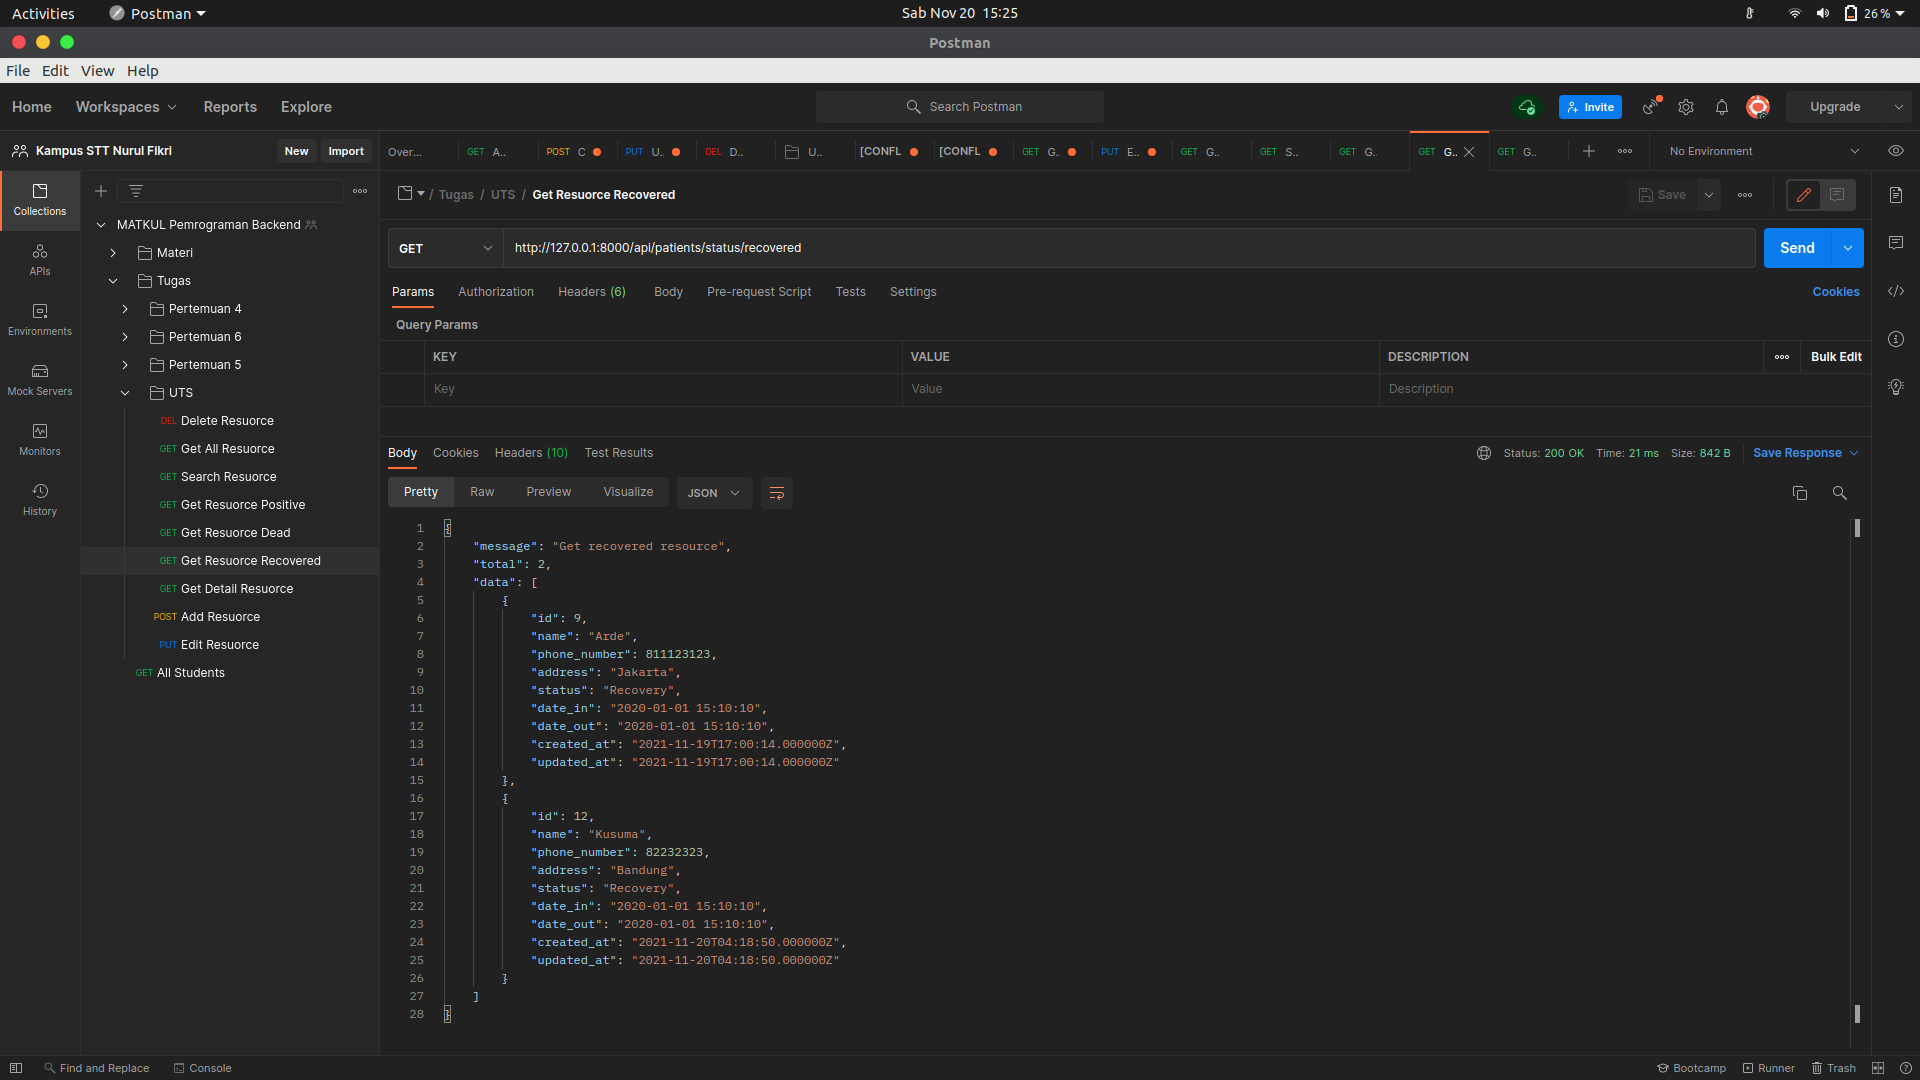 Activities Postman Sab Nov 20 15:25 26 %
Postman
File Edit View Help
Home Workspaces Reports Explore Search Postman Invite Upgrade
Kampus STT Nurul Fikri New Import
Over... GET A.. POST C PUT U.. DEL D.. U.. [CONFL [CONFL GET G.. PUT E.. GET G.. GET S.. GET G.. GET G.. GET G.. No Environment
Collections
APIs
Environments
Mock Servers
Monitors
History
MATKUL Pemrograman Backend
Materi
Tugas
Pertemuan 4
Pertemuan 6
Pertemuan 5
UTS
DEL Delete Resuorce
GET Get All Resuorce
GET Search Resuorce
GET Get Resuorce Positive
GET Get Resuorce Dead
GET Get Resuorce Recovered
GET Get Detail Resuorce
POST Add Resuorce
PUT Edit Resuorce
GET All Students
/ Tugas / UTS / Get Resuorce Recovered Save
GET http://127.0.0.1:8000/api/patients/status/recovered Send
Params Authorization Headers (6) Body Pre-request Script Tests Settings Cookies
Query Params
KEY VALUE DESCRIPTION Bulk Edit
Key Value Description
Body Cookies Headers (10) Test Results Status: 200 OK Time: 21 ms Size: 842 B Save Response
Pretty Raw Preview Visualize JSON
1 {
2 "message": "Get recovered resource",
3 "total": 2,
4 "data": [
5 {
6 "id": 9,
7 "name": "Arde",
8 "phone_number": 811123123,
9 "address": "Jakarta",
10 "status": "Recovery",
11 "date_in": "2020-01-01 15:10:10",
12 "date_out": "2020-01-01 15:10:10",
13 "created_at": "2021-11-19T17:00:14.000000Z",
14 "updated_at": "2021-11-19T17:00:14.000000Z"
15 },
16 {
17 "id": 12,
18 "name": "Kusuma",
19 "phone_number": 82232323,
20 "address": "Bandung",
21 "status": "Recovery",
22 "date_in": "2020-01-01 15:10:10",
23 "date_out": "2020-01-01 15:10:10",
24 "created_at": "2021-11-20T04:18:50.000000Z",
25 "updated_at": "2021-11-20T04:18:50.000000Z"
26 }
27 ]
28 }
Find and Replace Console Bootcamp Runner Trash